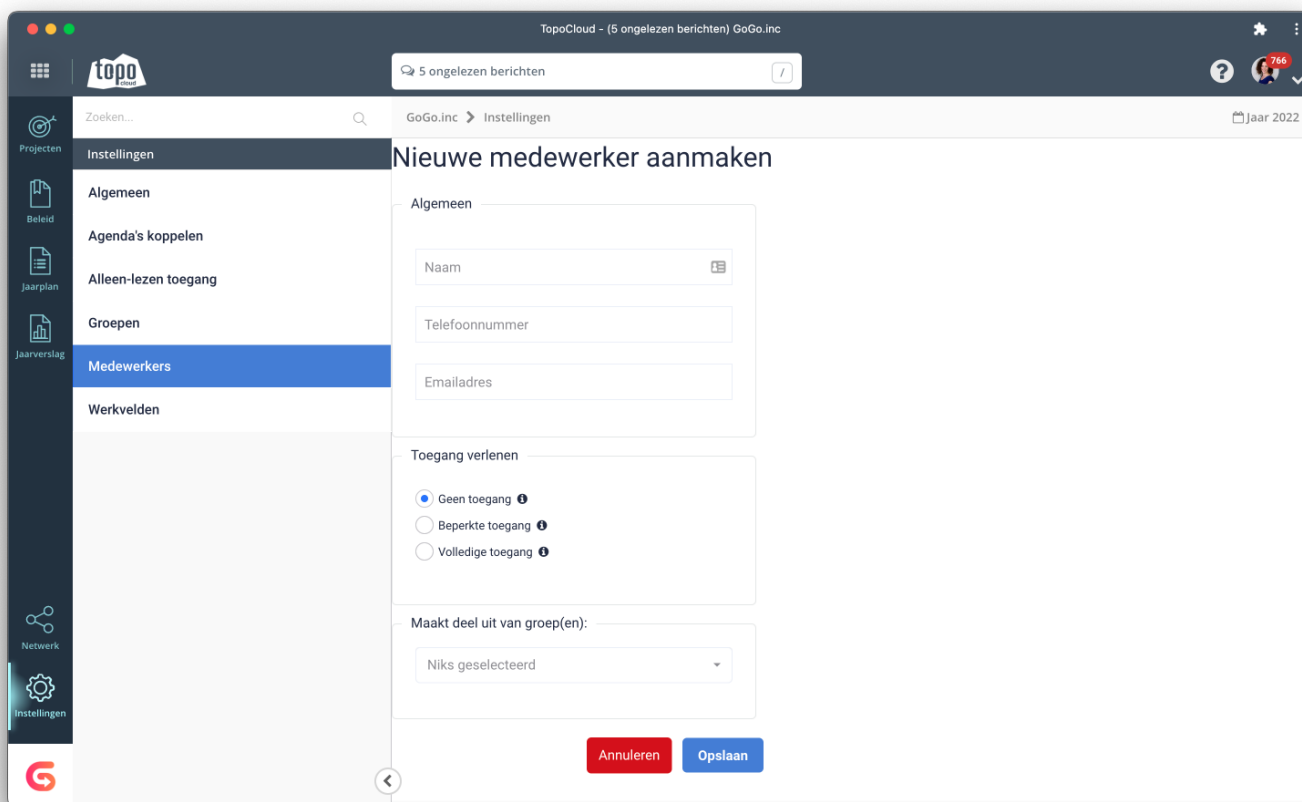 TopoCloud - (5 ongelezen berichten) GoGo.inc
topo
cloud
5 ongelezen berichten
/
?
766
Zoeken...
GoGo.inc
Instellingen
Jaar 2022
Projecten
Beleid
Jaarplan
Jaarverslag
Netwerk
Instellingen
Instellingen
Algemeen
Agenda's koppelen
Alleen-lezen toegang
Groepen
Medewerkers
Werkvelden
Nieuwe medewerker aanmaken
Algemeen
Naam
Telefoonnummer
Emailadres
Toegang verlenen
Geen toegang
Beperkte toegang
Volledige toegang
Maakt deel uit van groep(en):
Niks geselecteerd
Annuleren
Opslaan